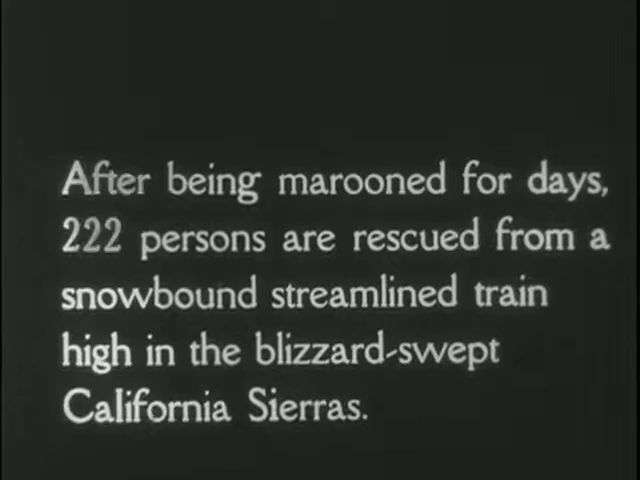 After being marooned for days,
222 persons are rescued from a
snowbound streamlined train
high in the blizzard-swept
California Sierras.